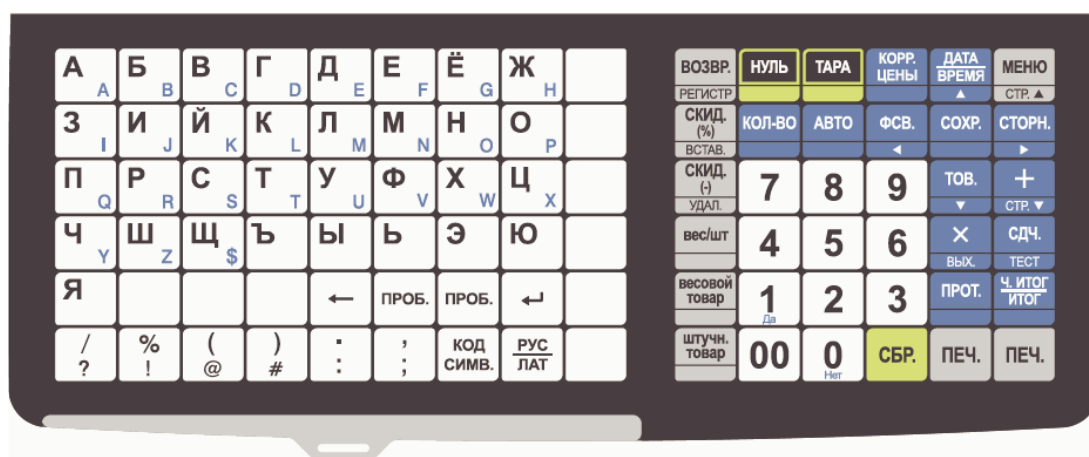 А Б В Г Д Е Ё Ж
A B C D E F G H
З И Й К Л М Н О
I J K L M N O P
П Р С Т У Ф Х Ц
Q R S T U V W X
Ч Ш Щ Ъ Ы Ь Э Ю
Y Z $
Я ← ПРОБ. ПРОБ. ↵
/ % ( ) . , КОД РУС
? ! @ # : ; СИМВ. ЛАТ
ВОЗВР. НУЛЬ ТАРА КОРР. ЦЕНЫ ДАТА ВРЕМЯ МЕНЮ
РЕГИСТР ▲ СТР. ▲
СКИД. (%) КОЛ-ВО АВТО ФСВ. СОХР. СТОРН.
ВСТАВ. ◄ ►
СКИД. (-) 7 8 9 ТОВ. +
УДАЛ. ▼ СТР. ▼
вес/шт 4 5 6 × СДЧ.
ВЫХ. ТЕСТ
весовой товар 1 2 3 ПРОТ. Ч. ИТОГ ИТОГ
Да
штучн. товар 00 0 СБР. ПЕЧ. ПЕЧ.
Нет